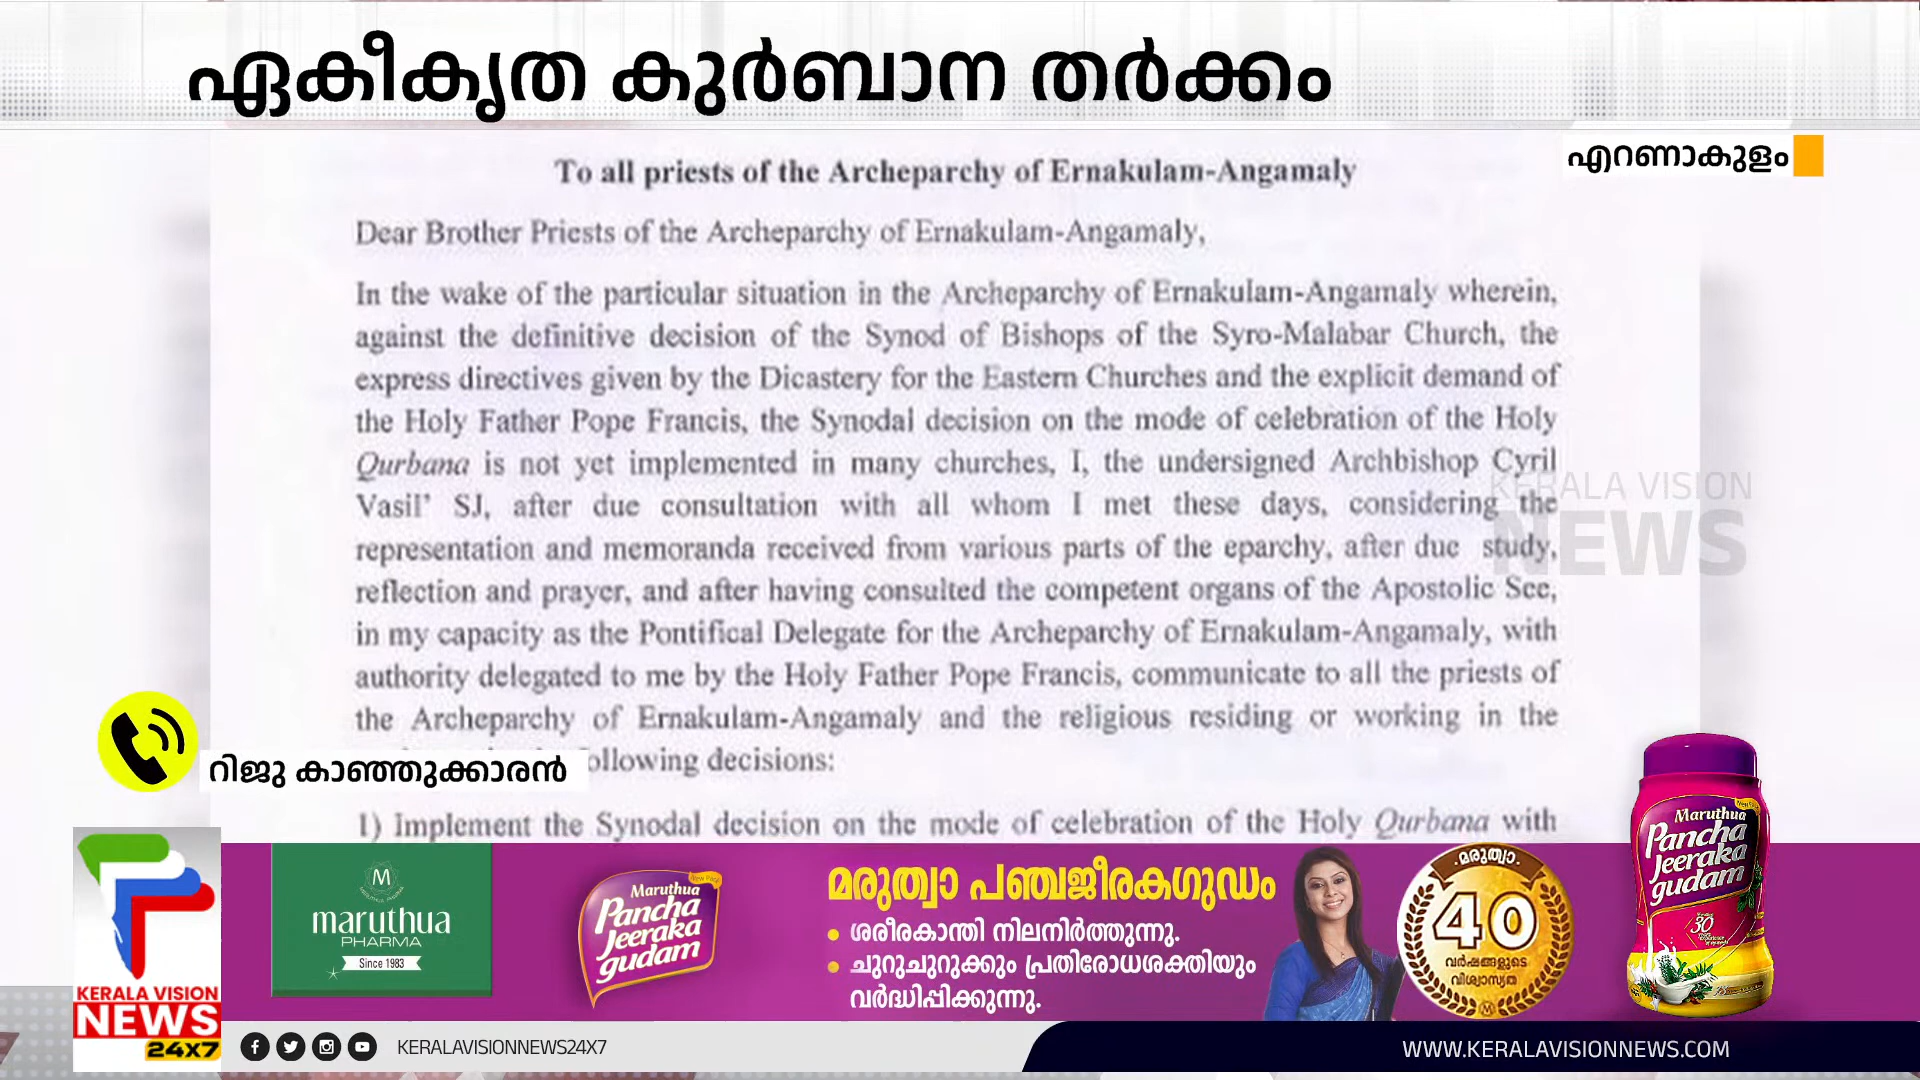 ഏകീകൃത കുർബാന തർക്കം
എറണാകുളം
To all priests of the Archeparchy of Ernakulam-Angamaly
Dear Brother Priests of the Archeparchy of Ernakulam-Angamaly,
In the wake of the particular situation in the Archeparchy of Ernakulam-Angamaly wherein,
against the definitive decision of the Synod of Bishops of the Syro-Malabar Church, the
express directives given by the Dicastery for the Eastern Churches and the explicit demand of
the Holy Father Pope Francis, the Synodal decision on the mode of celebration of the Holy
Qurbana is not yet implemented in many churches, I, the undersigned Archbishop Cyril
Vasil' SJ, after due consultation with all whom I met these days, considering the
representation and memoranda received from various parts of the eparchy, after due study,
reflection and prayer, and after having consulted the competent organs of the Apostolic See,
in my capacity as the Pontifical Delegate for the Archeparchy of Ernakulam-Angamaly, with
authority delegated to me by the Holy Father Pope Francis, communicate to all the priests of
the Archeparchy of Ernakulam-Angamaly and the religious residing or working in the
ollowing decisions:
1) Implement the Synodal decision on the mode of celebration of the Holy Qurbana with
KERALA VISION
NEWS
റിജു കാഞ്ഞുക്കാരൻ
KERALA VISION
NEWS
24x7
M
maruthua
PHARMA
Since 1983
Maruthua
Pancha
Jeeraka
gudam
മരുത്വാ പഞ്ചജീരകഗുഡം
ശരീരകാന്തി നിലനിർത്തുന്നു.
ചുറുചുറുക്കും പ്രതിരോധശക്തിയും
വർദ്ധിപ്പിക്കുന്നു.
മരുത്വാ
40
വർഷങ്ങളുടെ
വിശ്വാസ്യത
Maruthua
Pancha
Jeeraka
gudam
30
KERALAVISIONNEWS24X7
WWW.KERALAVISIONNEWS.COM